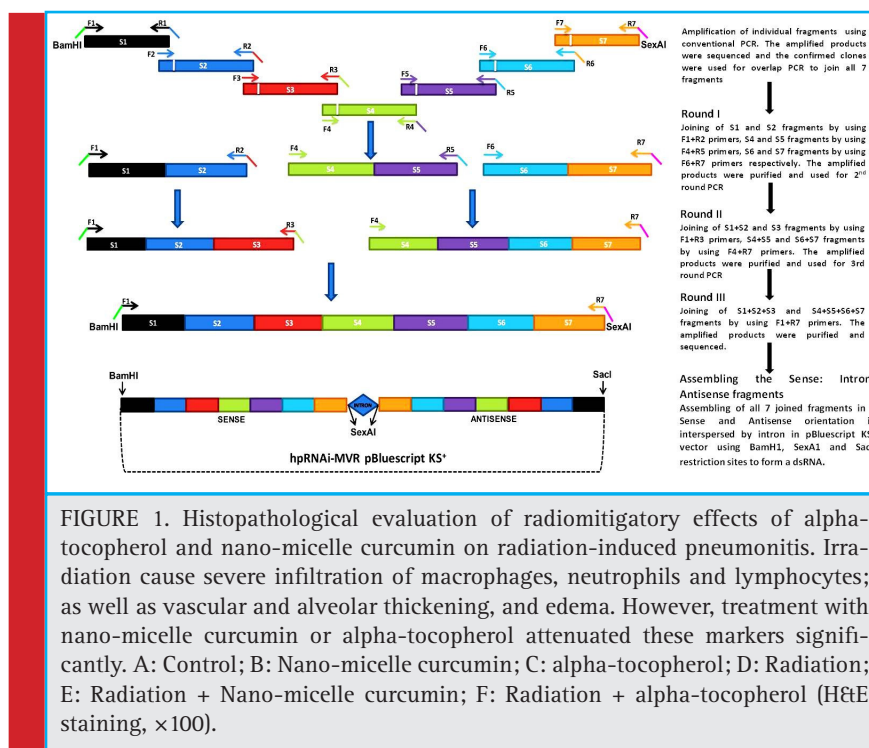 F1
R1
BamHI
S1
F2
R2
S2
F3
R3
S3
S4
F4
R4
F5
S5
R5
F6
S6
R6
F7
R7
S7
SexAI
F1
R2
S1
S2
F4
R5
S4
S5
F6
R7
S6
S7
F1
R3
S1
S2
S3
F4
R7
S4
S5
S6
S7
F1
R7
BamHI
S1
S2
S3
S4
S5
S6
S7
SexAI
BamHI
SacI
INTRON
SENSE
SexAI
ANTISENSE
hpRNAi-MVR pBluescript KS+
Amplification of individual fragments using
conventional PCR. The amplified products
were sequenced and the confirmed clones
were used for overlap PCR to join all 7
fragments
Round I
Joining of S1 and S2 fragments by using
F1+R2 primers, S4 and S5 fragments by using
F4+R5 primers, S6 and S7 fragments by using
F6+R7 primers respectively. The amplified
products were purified and used for 2nd
round PCR
Round II
Joining of S1+S2 and S3 fragments by using
F1+R3 primers, S4+S5 and S6+S7 fragments
by using F4+R7 primers. The amplified
products were purified and used for 3rd
round PCR
Round III
Joining of S1+S2+S3 and S4+S5+S6+S7
fragments by using F1+R7 primers. The
amplified products were purified and
sequenced.
Assembling the Sense: Intron
Antisense fragments
Assembling of all 7 joined fragments in
Sense and Antisense orientation i
interspersed by intron in pBluescript KS
vector using BamH1, SexA1 and Sac
restriction sites to form a dsRNA.
FIGURE 1. Histopathological evaluation of radiomitigatory effects of alpha-
tocopherol and nano-micelle curcumin on radiation-induced pneumonitis. Irra-
diation cause severe infiltration of macrophages, neutrophils and lymphocytes;
as well as vascular and alveolar thickening, and edema. However, treatment with
nano-micelle curcumin or alpha-tocopherol attenuated these markers signifi-
cantly. A: Control; B: Nano-micelle curcumin; C: alpha-tocopherol; D: Radiation;
E: Radiation + Nano-micelle curcumin; F: Radiation + alpha-tocopherol (H&E
staining, ×100).